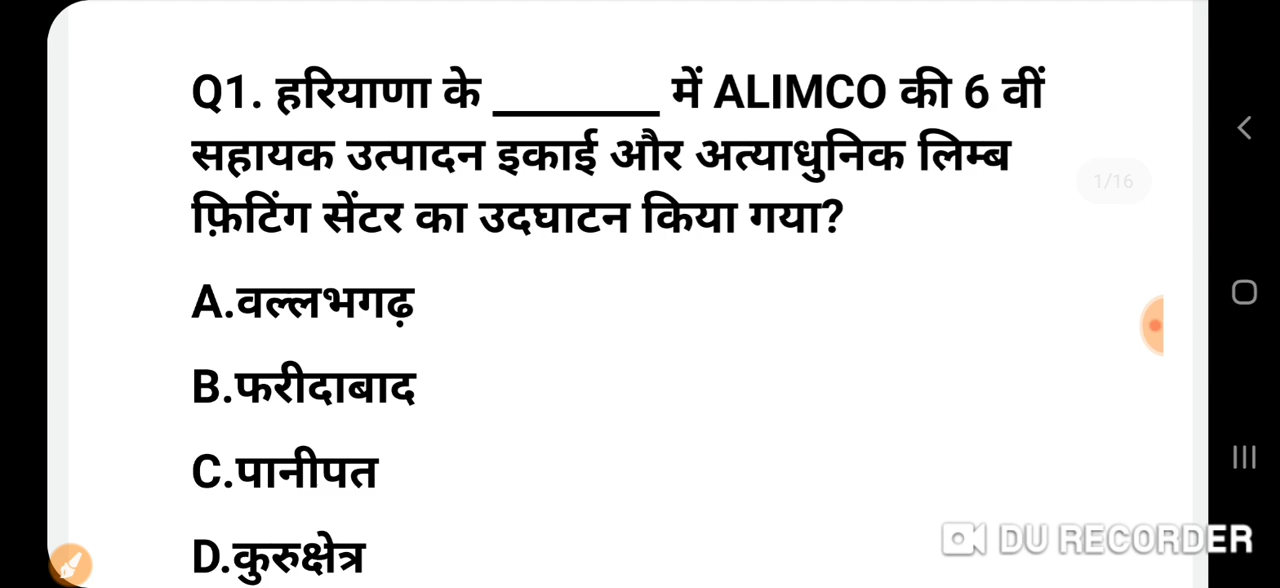 Q1. हरियाणा के ________ में ALIMCO की 6 वीं
सहायक उत्पादन इकाई और अत्याधुनिक लिम्ब
फ़िटिंग सेंटर का उदघाटन किया गया?
1/16
A.वल्लभगढ़
B.फरीदाबाद
C.पानीपत
D.कुरुक्षेत्र
DU RECORDER